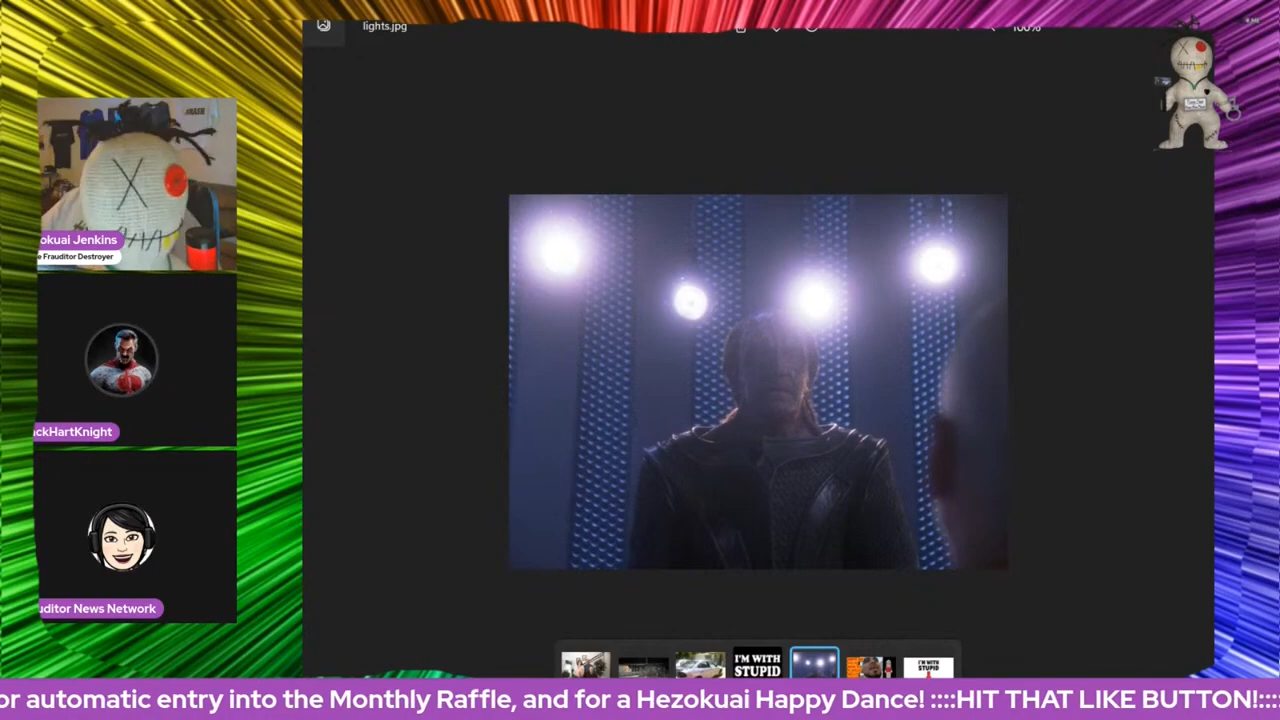 lights.jpg
100%
okuai Jenkins
e Frauditor Destroyer
ckHartKnight
uditor News Network
I'M WITH
STUPID
I'M WITH
STUPID
or automatic entry into the Monthly Raffle, and for a Hezokuai Happy Dance! ::::HIT THAT LIKE BUTTON!:::